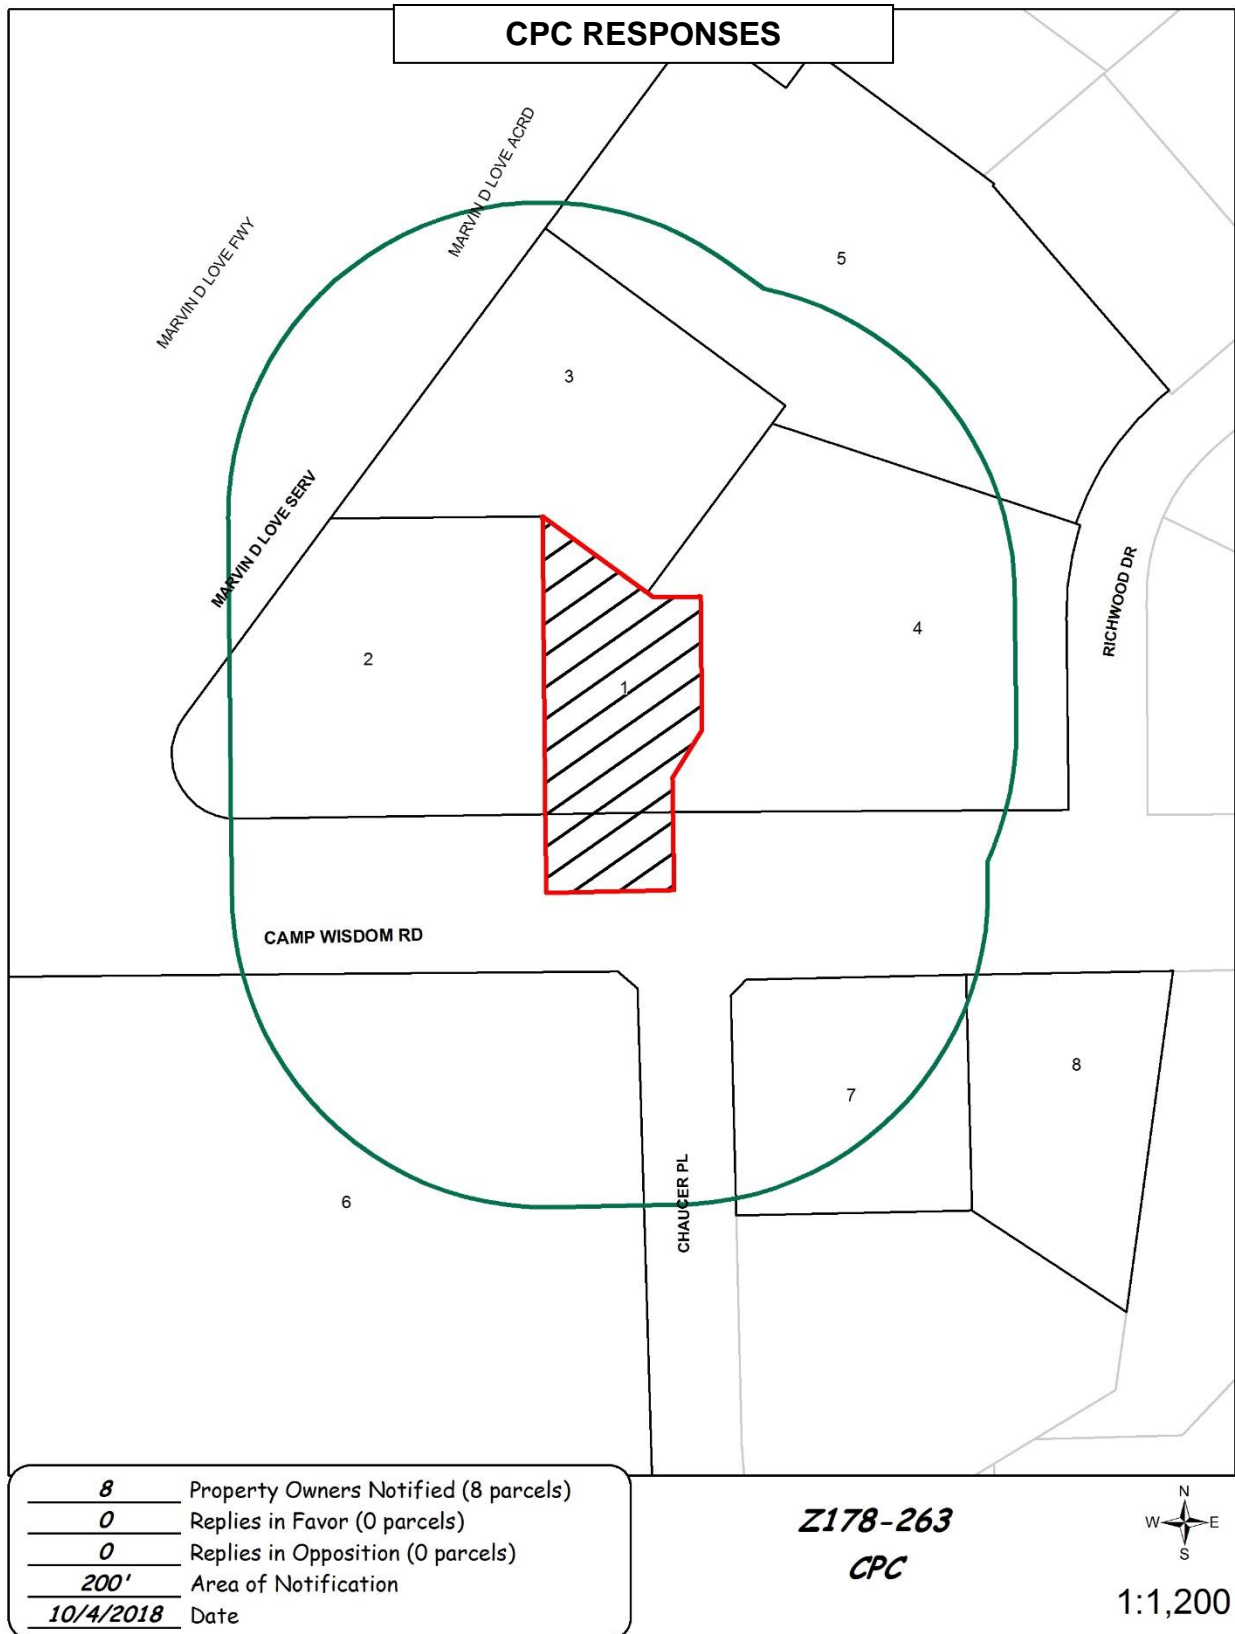 CPC RESPONSES
MARVIN D LOVE ACRD
MARVIN D LOVE FWY
5
3
MARVIN D LOVE SERV
RICHWOOD DR
4
2
1
CAMP WISDOM RD
8
7
6
CHAUCER PL
8 Property Owners Notified (8 parcels)
0 Replies in Favor (0 parcels)
0 Replies in Opposition (0 parcels)
200' Area of Notification
10/4/2018 Date
Z178-263
CPC
N
W E
S
1:1,200